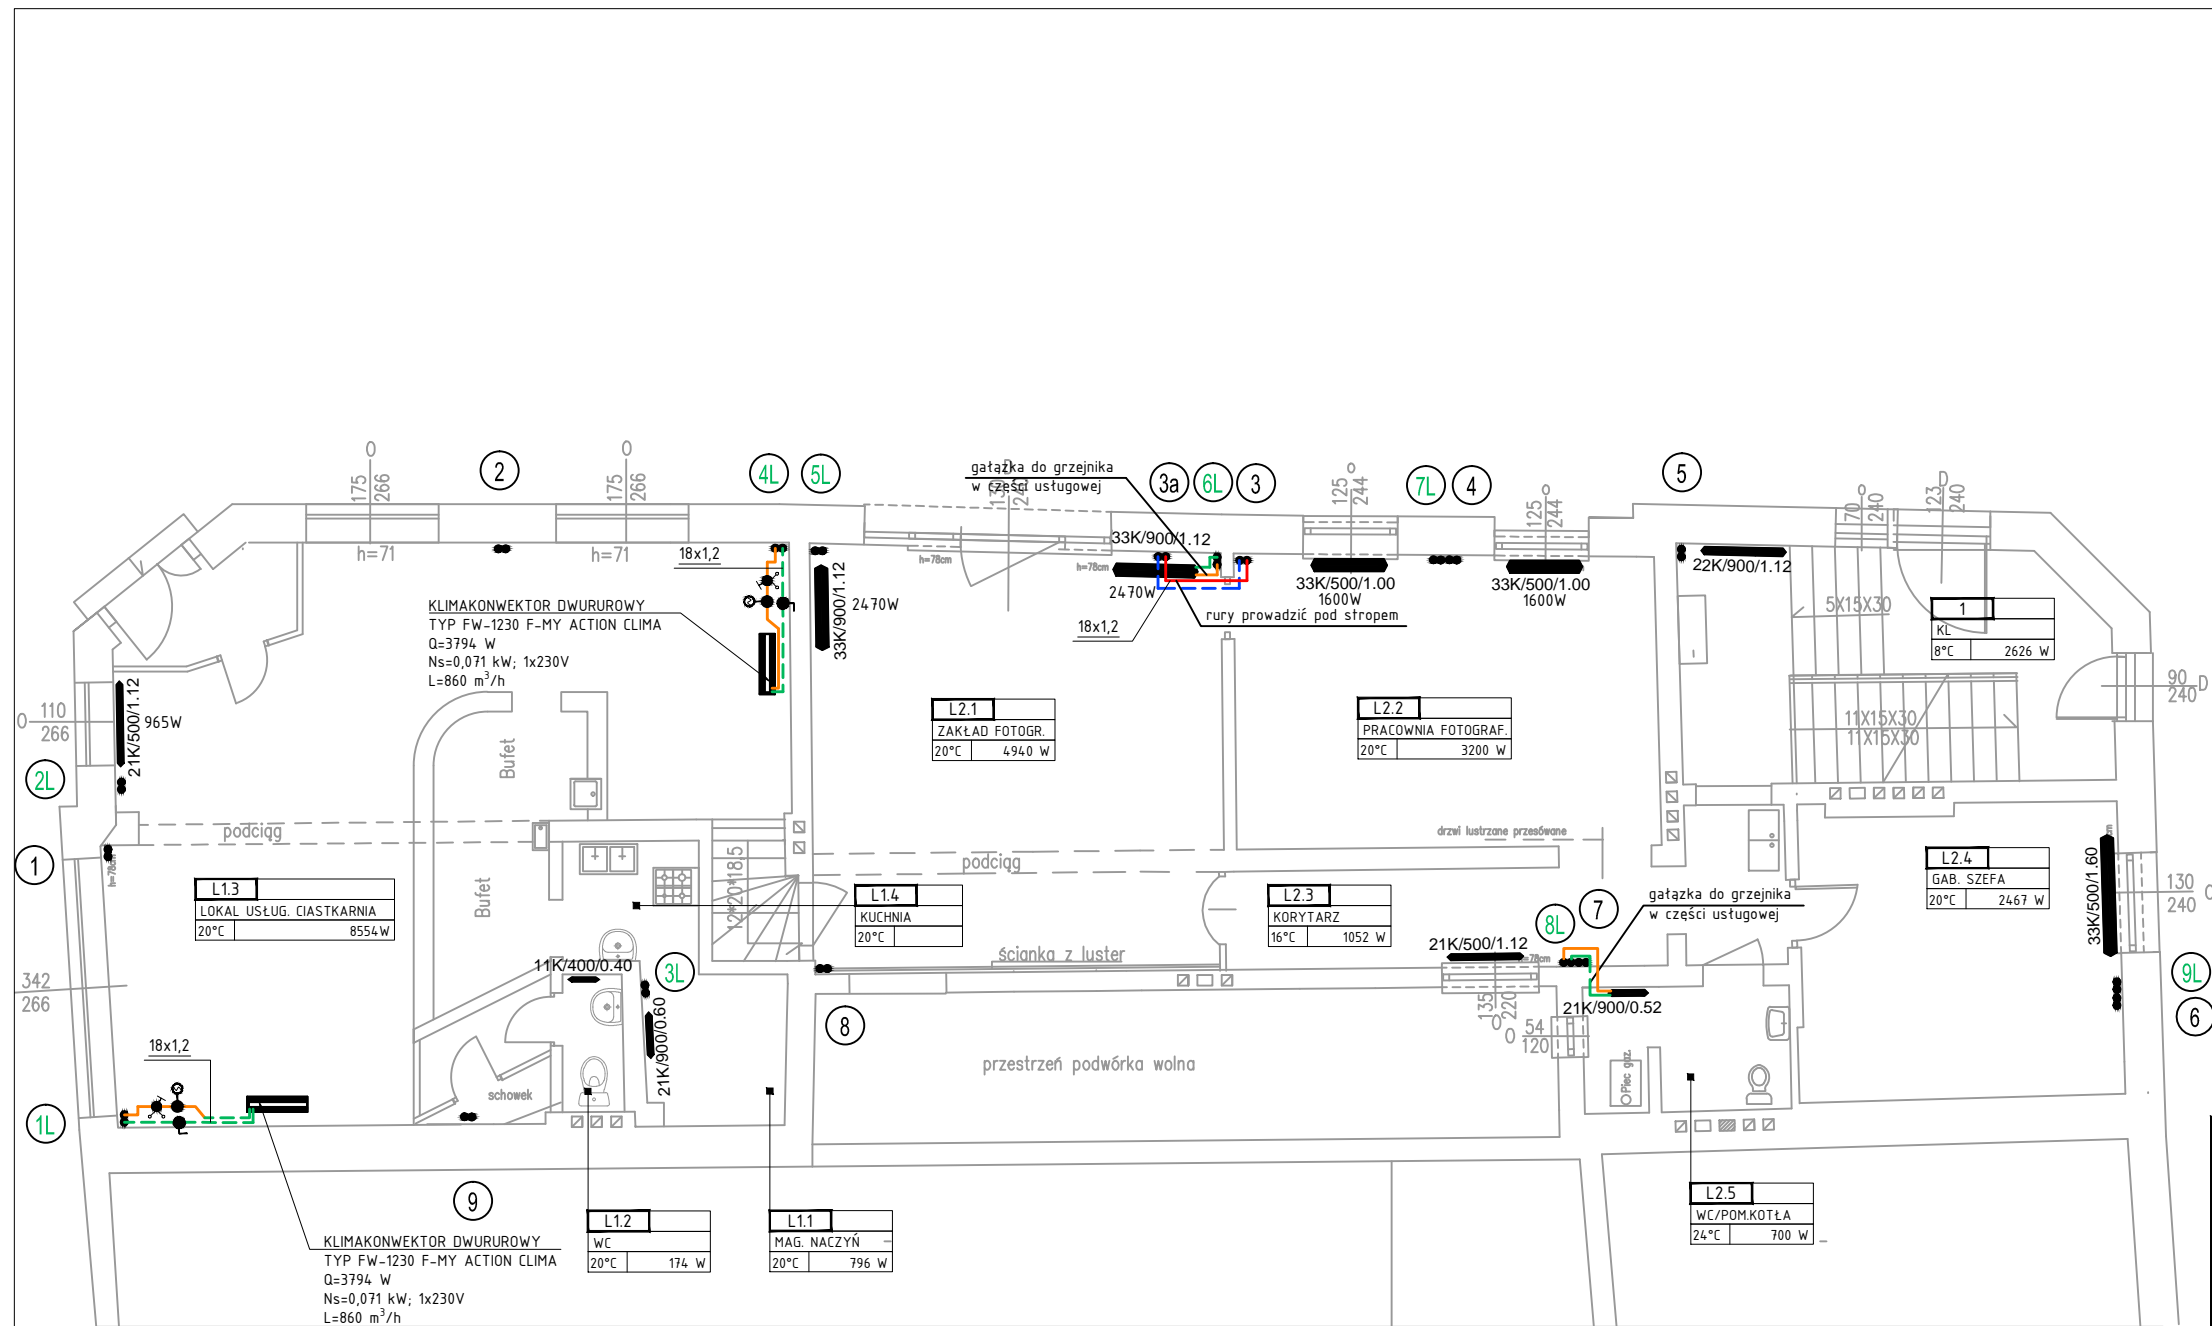 2
4L
5L
3a
6L
3
7L
4
5
O
175
266
O
175
266
gałązka do grzejnika
w części usługowej
D
130
240
o
125
244
o
125
244
o
70
240
D
123
240
h=71
h=71
18x1,2
h=78cm
h=78cm
33K/900/1.12
2470W
33K/500/1.00
1600W
33K/500/1.00
1600W
22K/900/1.12
33K/900/1.12
2470W
rury prowadzić pod stropem
18x1,2
KLIMAKONWEKTOR DWURUROWY
TYP FW-1230 F-MY ACTION CLIMA
Q=3794 W
Ns=0,071 kW; 1x230V
L=860 m³/h
5X15X30
1
KL
8°C 2626 W
11X15X30
11X15X30
90
240
D
O
110
266
21K/500/1.12
965W
2L
Bufet
L2.1
ZAKŁAD FOTOGR.
20°C 4940 W
L2.2
PRACOWNIA FOTOGRAF.
20°C 3200 W
podciąg
podciąg
drzwi lustrzane przesówane
1
h=78cm
L1.3
LOKAL USŁUG. CIASTKARNIA
20°C 8554W
Bufet
12*20*18,5
L1.4
KUCHNIA
20°C
L2.3
KORYTARZ
16°C 1052 W
8L
7
gałązka do grzejnika
w części usługowej
L2.4
GAB. SZEFA
20°C 2467 W
33K/500/1.60
130
240
O
ścianka z luster
21K/500/1.12
11K/400/0.40
3L
21K/900/0.60
342
266
8
135
220
O
O
54
120
21K/900/0.52
9L
6
przestrzeń podwórka wolna
Piec gaz.
schowek
18x1,2
1L
9
KLIMAKONWEKTOR DWURUROWY
TYP FW-1230 F-MY ACTION CLIMA
Q=3794 W
Ns=0,071 kW; 1x230V
L=860 m³/h
L1.2
WC
20°C 174 W
L1.1
MAG. NACZYŃ
20°C 796 W
L2.5
WC/POM.KOTŁA
24°C 700 W